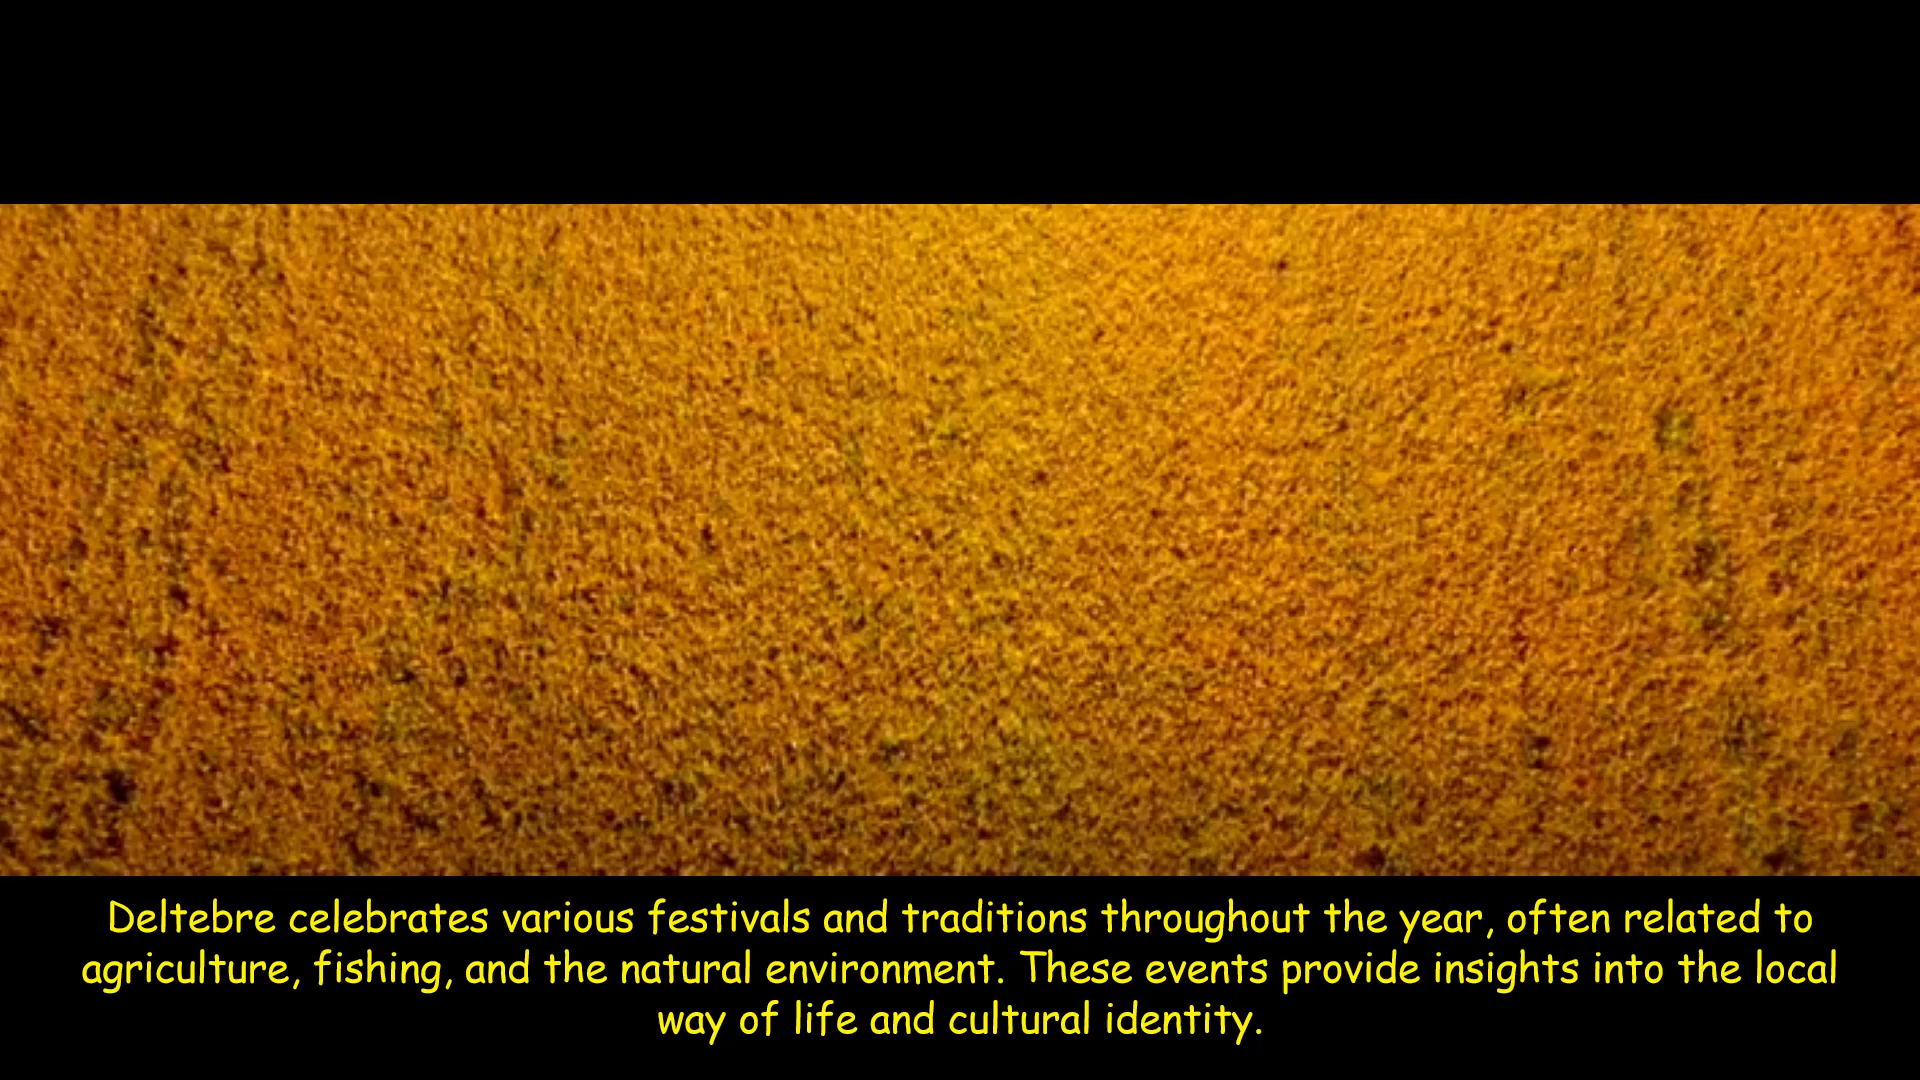 Deltebre celebrates various festivals and traditions throughout the year, often related to
agriculture, fishing, and the natural environment. These events provide insights into the local
way of life and cultural identity.